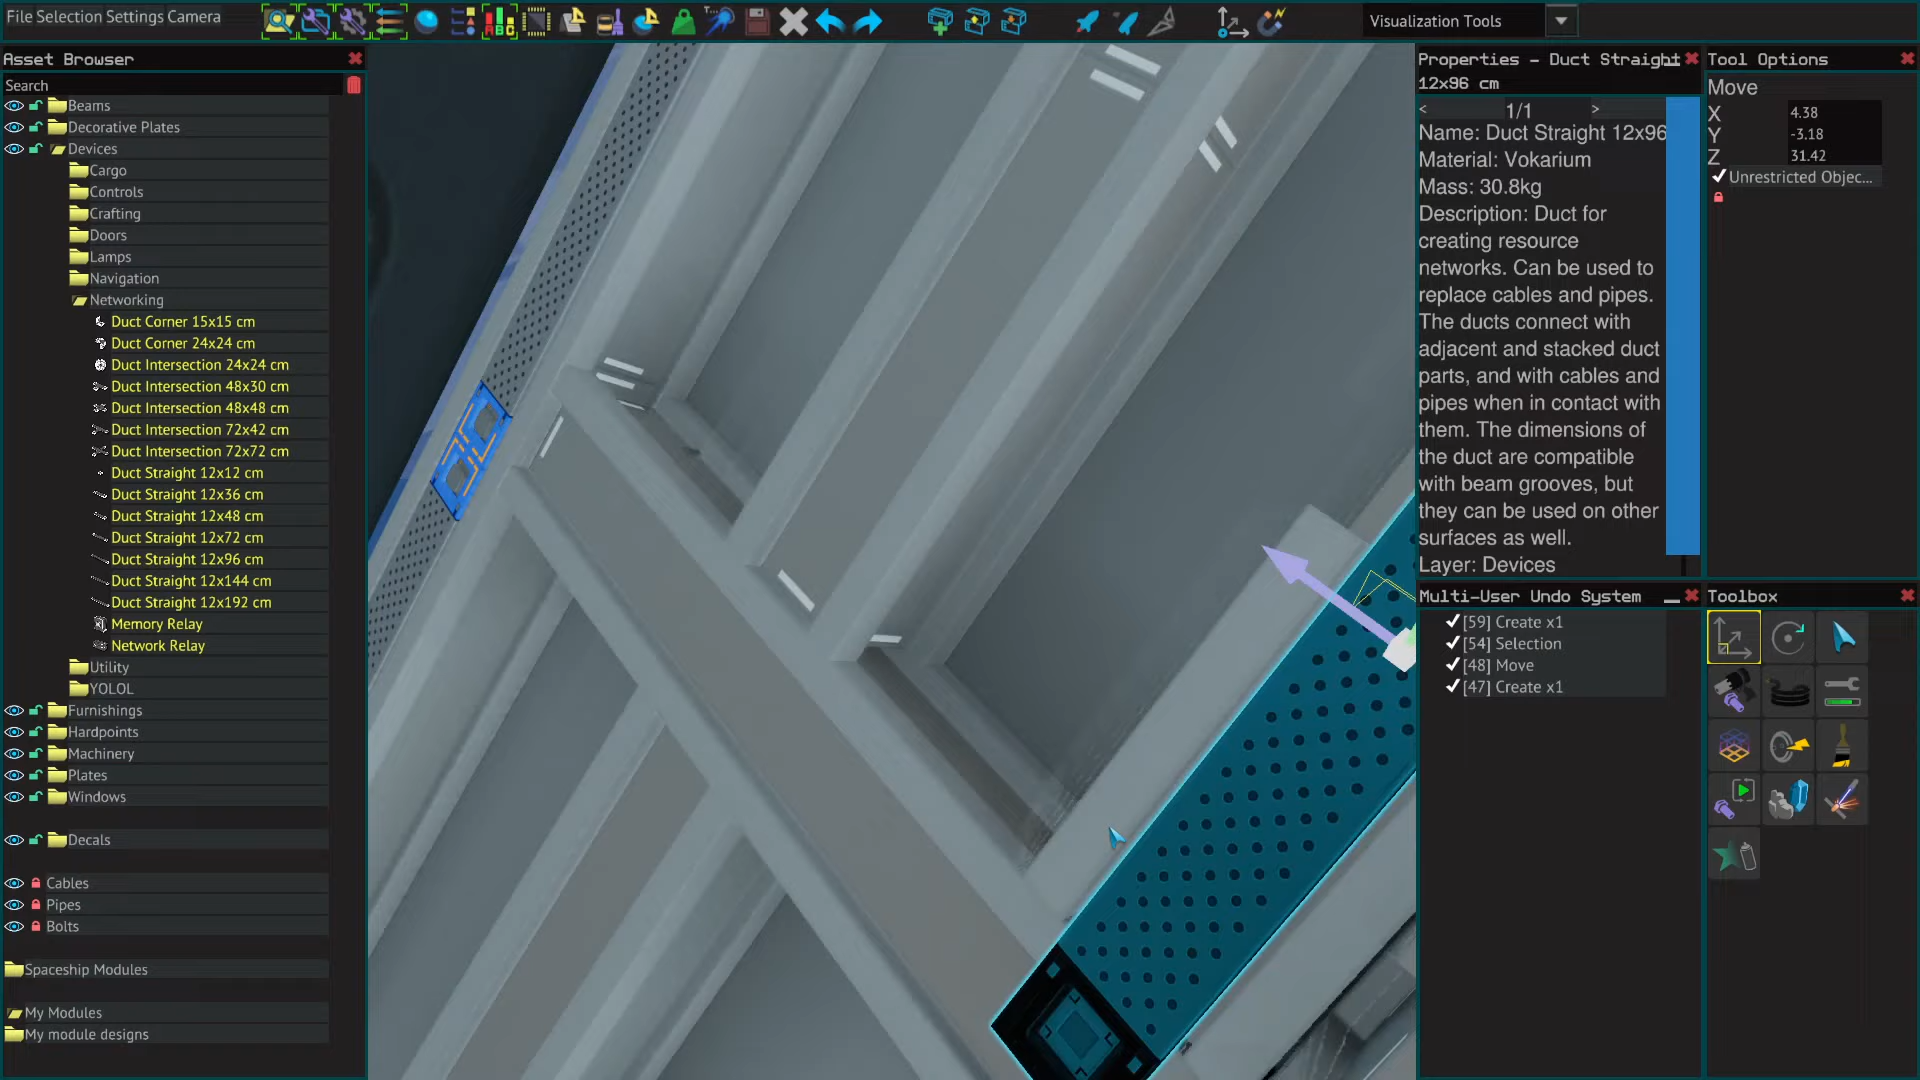 File Selection Settings Camera
Visualization Tools
Asset Browser
Search
Beams
Decorative Plates
Devices
Cargo
Controls
Crafting
Doors
Lamps
Navigation
Networking
Duct Corner 15x15 cm
Duct Corner 24x24 cm
Duct Intersection 24x24 cm
Duct Intersection 48x30 cm
Duct Intersection 48x48 cm
Duct Intersection 72x42 cm
Duct Intersection 72x72 cm
Duct Straight 12x12 cm
Duct Straight 12x36 cm
Duct Straight 12x48 cm
Duct Straight 12x72 cm
Duct Straight 12x96 cm
Duct Straight 12x144 cm
Duct Straight 12x192 cm
Memory Relay
Network Relay
Utility
YOLOL
Furnishings
Hardpoints
Machinery
Plates
Windows
Decals
Cables
Pipes
Bolts
Spaceship Modules
My Modules
My module designs
Properties - Duct Straight
12x96 cm
< 1/1 >
Name: Duct Straight 12x96
Material: Vokarium
Mass: 30.8kg
Description: Duct for
creating resource
networks. Can be used to
replace cables and pipes.
The ducts connect with
adjacent and stacked duct
parts, and with cables and
pipes when in contact with
them. The dimensions of
the duct are compatible
with beam grooves, but
they can be used on other
surfaces as well.
Layer: Devices
Multi-User Undo System
[59] Create x1
[54] Selection
[48] Move
[47] Create x1
Tool Options
Move
X 4.38
Y -3.18
Z 31.42
Unrestricted Objec...
Toolbox